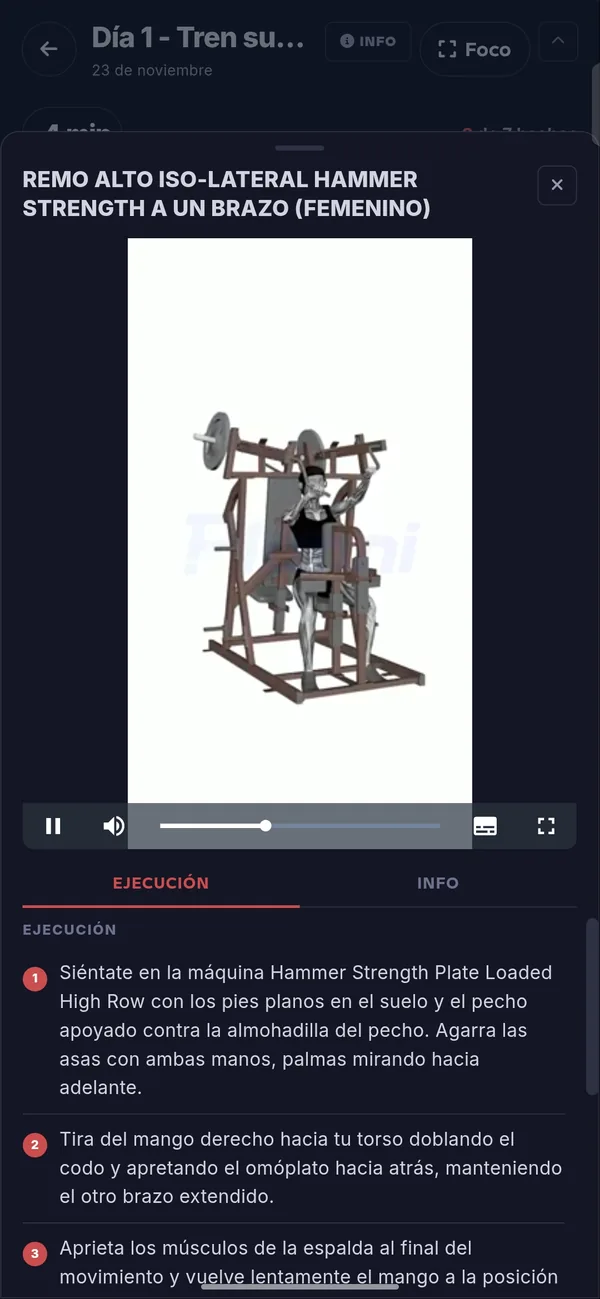 Día 1 - Tren su...
INFO
Foco
23 de noviembre
4 min
REMO ALTO ISO-LATERAL HAMMER
STRENGTH A UN BRAZO (FEMENINO)
EJECUCIÓN
INFO
EJECUCIÓN
1
Siéntate en la máquina Hammer Strength Plate Loaded
High Row con los pies planos en el suelo y el pecho
apoyado contra la almohadilla del pecho. Agarra las
asas con ambas manos, palmas mirando hacia
adelante.
2
Tira del mango derecho hacia tu torso doblando el
codo y apretando el omóplato hacia atrás, manteniendo
el otro brazo extendido.
3
Aprieta los músculos de la espalda al final del
movimiento y vuelve lentamente el mango a la posición